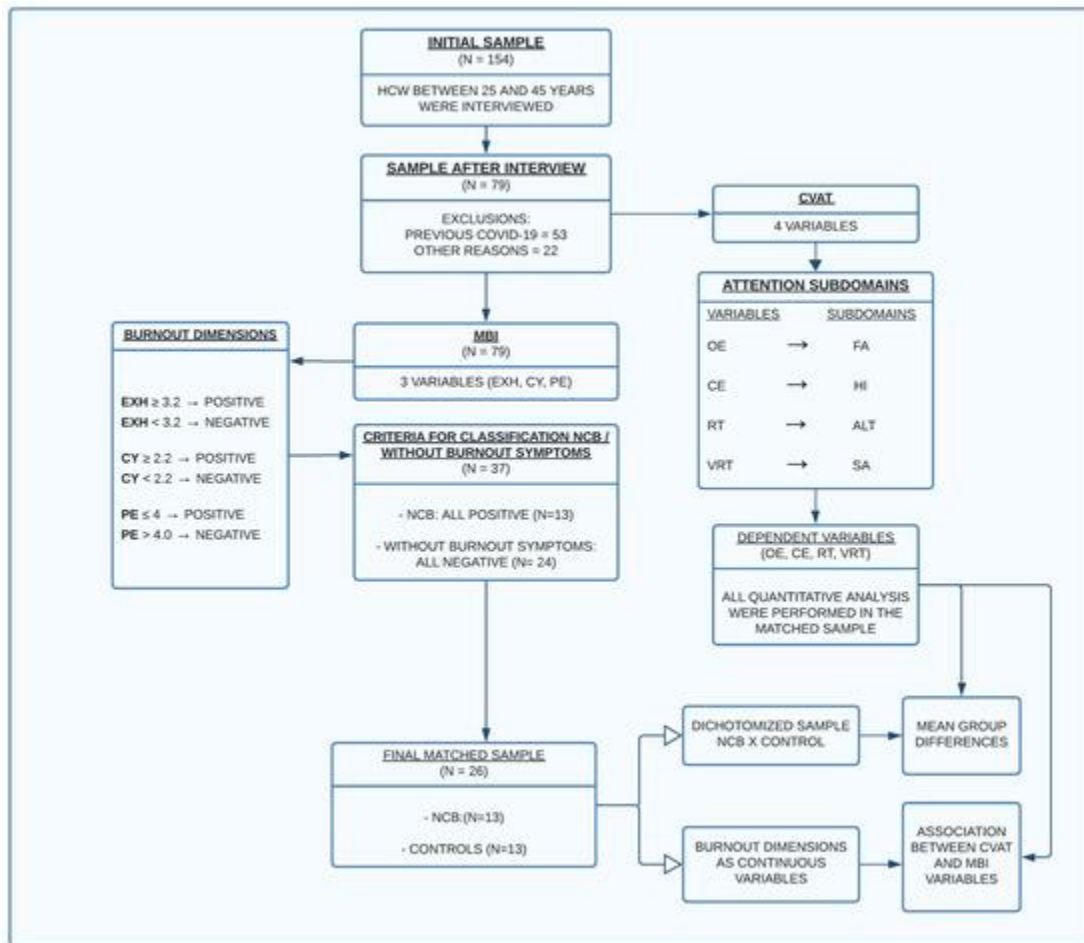 INITIAL SAMPLE
(N = 154)
HCW BETWEEN 25 AND 45 YEARS
WERE INTERVIEWED
SAMPLE AFTER INTERVIEW
(N = 79)
EXCLUSIONS:
PREVIOUS COVID-19 = 53
OTHER REASONS = 22
CVAT
4 VARIABLES
ATTENTION SUBDOMAINS
VARIABLES SUBDOMAINS
OE → FA
CE → HI
RT → ALT
VRT → SA
MBI
(N = 79)
3 VARIABLES (EXH, CY, PE)
BURNOUT DIMENSIONS
EXH ≥ 3.2 → POSITIVE
EXH < 3.2 → NEGATIVE
CY ≥ 2.2 → POSITIVE
CY < 2.2 → NEGATIVE
PE ≤ 4 → POSITIVE
PE > 4.0 → NEGATIVE
CRITERIA FOR CLASSIFICATION NCB /
WITHOUT BURNOUT SYMPTOMS
(N = 37)
- NCB: ALL POSITIVE (N=13)
- WITHOUT BURNOUT SYMPTOMS:
ALL NEGATIVE (N= 24)
DEPENDENT VARIABLES
(OE, CE, RT, VRT)
ALL QUANTITATIVE ANALYSIS
WERE PERFORMED IN THE
MATCHED SAMPLE
FINAL MATCHED SAMPLE
(N = 26)
- NCB:(N=13)
- CONTROLS (N=13)
DICHOTOMIZED SAMPLE
NCB X CONTROL
MEAN GROUP
DIFFERENCES
BURNOUT DIMENSIONS
AS CONTINUOUS
VARIABLES
ASSOCIATION
BETWEEN CVAT
AND MBI
VARIABLES